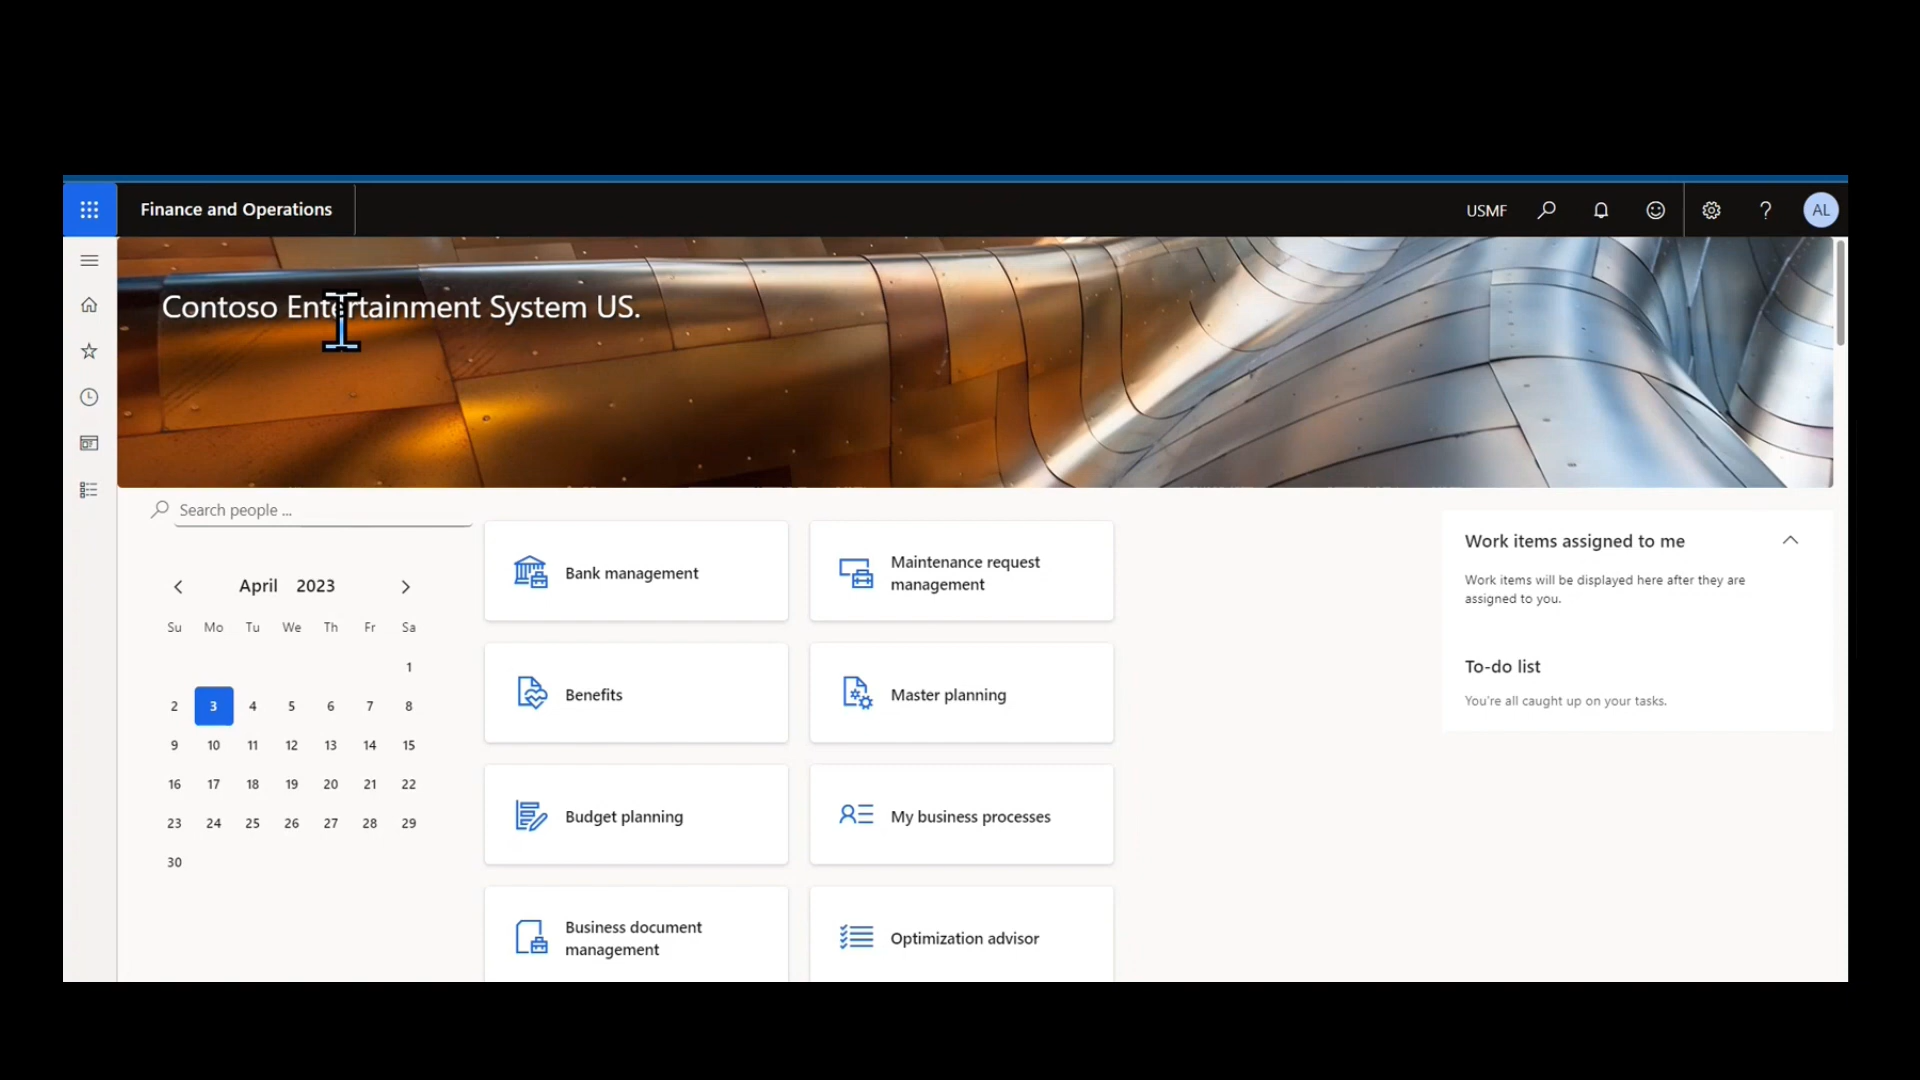 Finance and Operations
USMF
AL
Contoso Entertainment System US.
Search people ...
April 2023
Su Mo Tu We Th Fr Sa
1
2 3 4 5 6 7 8
9 10 11 12 13 14 15
16 17 18 19 20 21 22
23 24 25 26 27 28 29
30
Bank management
Maintenance request
management
Benefits
Master planning
Budget planning
My business processes
Business document
management
Optimization advisor
Work items assigned to me
Work items will be displayed here after they are
assigned to you.
To-do list
You're all caught up on your tasks.